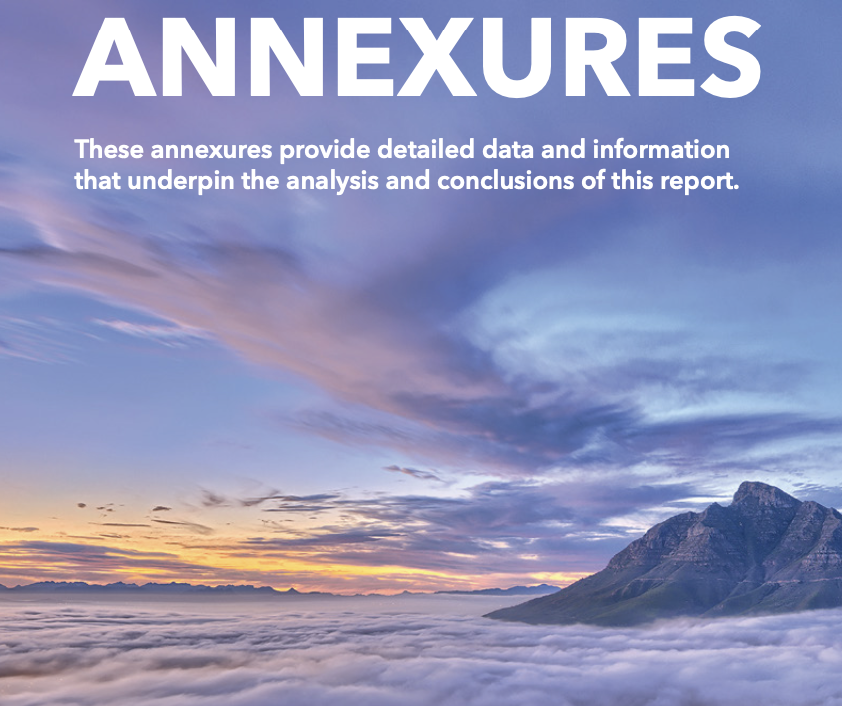 ANNEXURES
These annexures provide detailed data and information
that underpin the analysis and conclusions of this report.